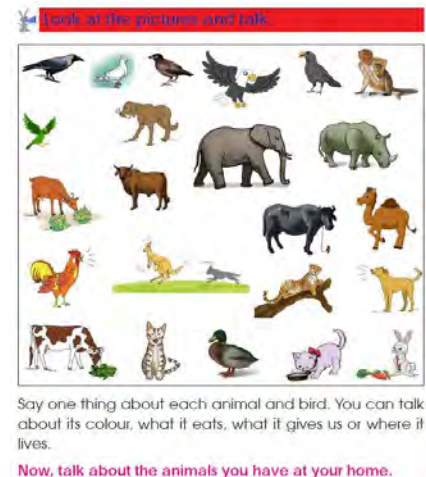 Look at the pictures and talk.
Say one thing about each animal and bird. You can talk
about its colour, what it eats, what it gives us or where it
lives.
Now, talk about the animals you have at your home.